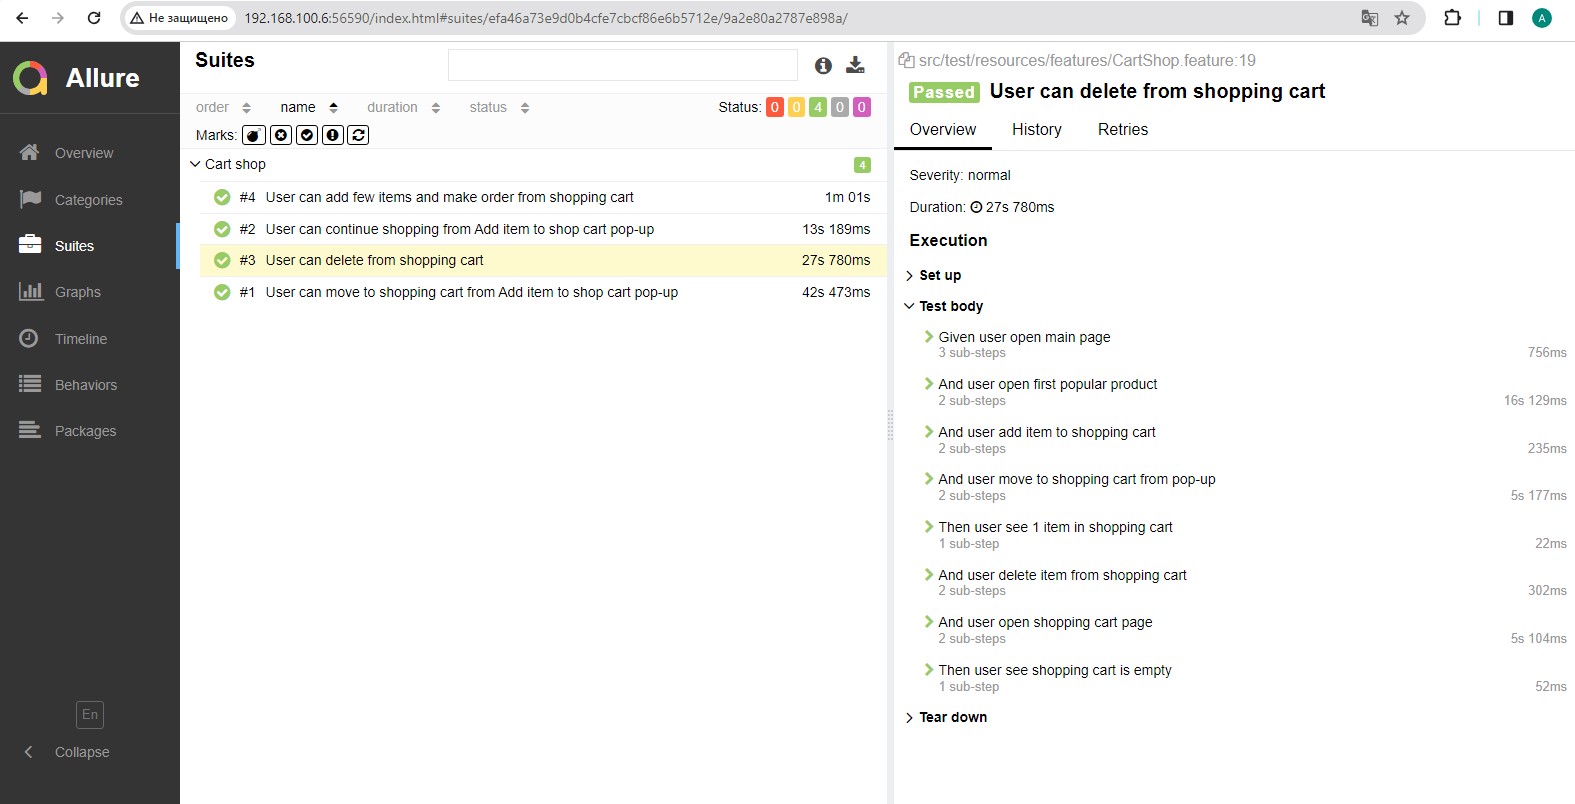 Не защищено
192.168.100.6:56590/index.html#suites/efa46a73e9d0b4cfe7cbcf86e6b5712e/9a2e80a2787e898a/
A
Allure
Overview
Categories
Suites
Graphs
Timeline
Behaviors
Packages
En
Collapse
Suites
order name duration status Status: 0 0 4 0 0
Marks:
Cart shop 4
#4 User can add few items and make order from shopping cart 1m 01s
#2 User can continue shopping from Add item to shop cart pop-up 13s 189ms
#3 User can delete from shopping cart 27s 780ms
#1 User can move to shopping cart from Add item to shop cart pop-up 42s 473ms
src/test/resources/features/CartShop.feature:19
Passed User can delete from shopping cart
Overview History Retries
Severity: normal
Duration: 27s 780ms
Execution
Set up
Test body
Given user open main page
3 sub-steps 756ms
And user open first popular product
2 sub-steps 16s 129ms
And user add item to shopping cart
2 sub-steps 235ms
And user move to shopping cart from pop-up
2 sub-steps 5s 177ms
Then user see 1 item in shopping cart
1 sub-step 22ms
And user delete item from shopping cart
2 sub-steps 302ms
And user open shopping cart page
2 sub-steps 5s 104ms
Then user see shopping cart is empty
1 sub-step 52ms
Tear down